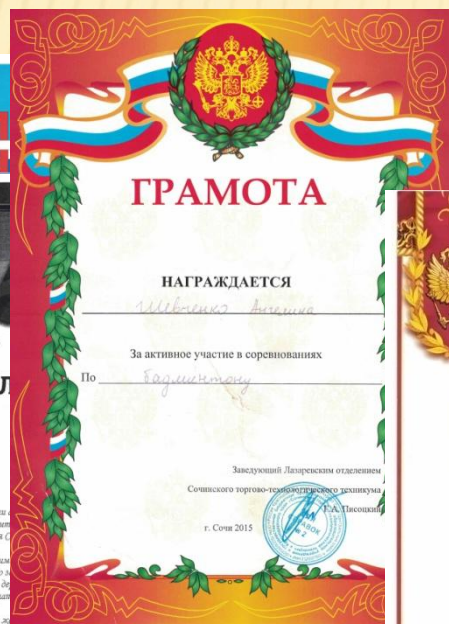 ГРАМОТА
НАГРАЖДАЕТСЯ
Шевченко Ангелина
За активное участие в соревнованиях
По бадминтону
Заведующий Лазаревским отделением
Сочинского торгово-технологического техникума
Г.А. Писоцкий
г. Сочи 2015